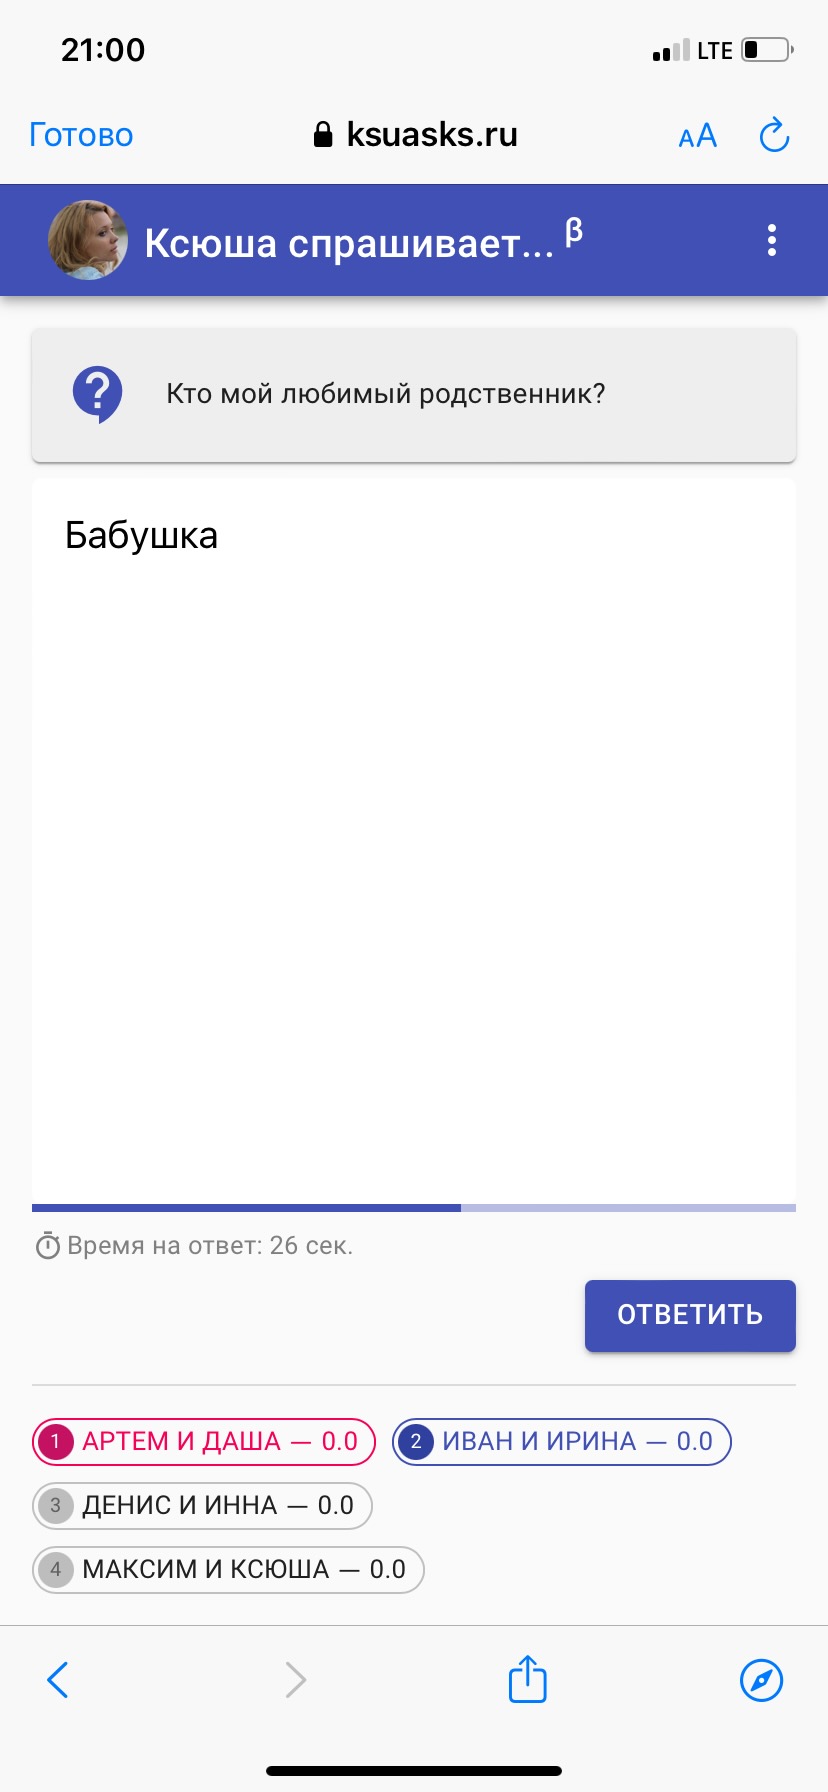 21:00 LTE
Готово ksuasks.ru AA
Ксюша спрашивает... β
? Кто мой любимый родственник?
Бабушка
Время на ответ: 26 сек.
ОТВЕТИТЬ
1 АРТЕМ И ДАША — 0.0 2 ИВАН И ИРИНА — 0.0
3 ДЕНИС И ИННА — 0.0
4 МАКСИМ И КСЮША — 0.0